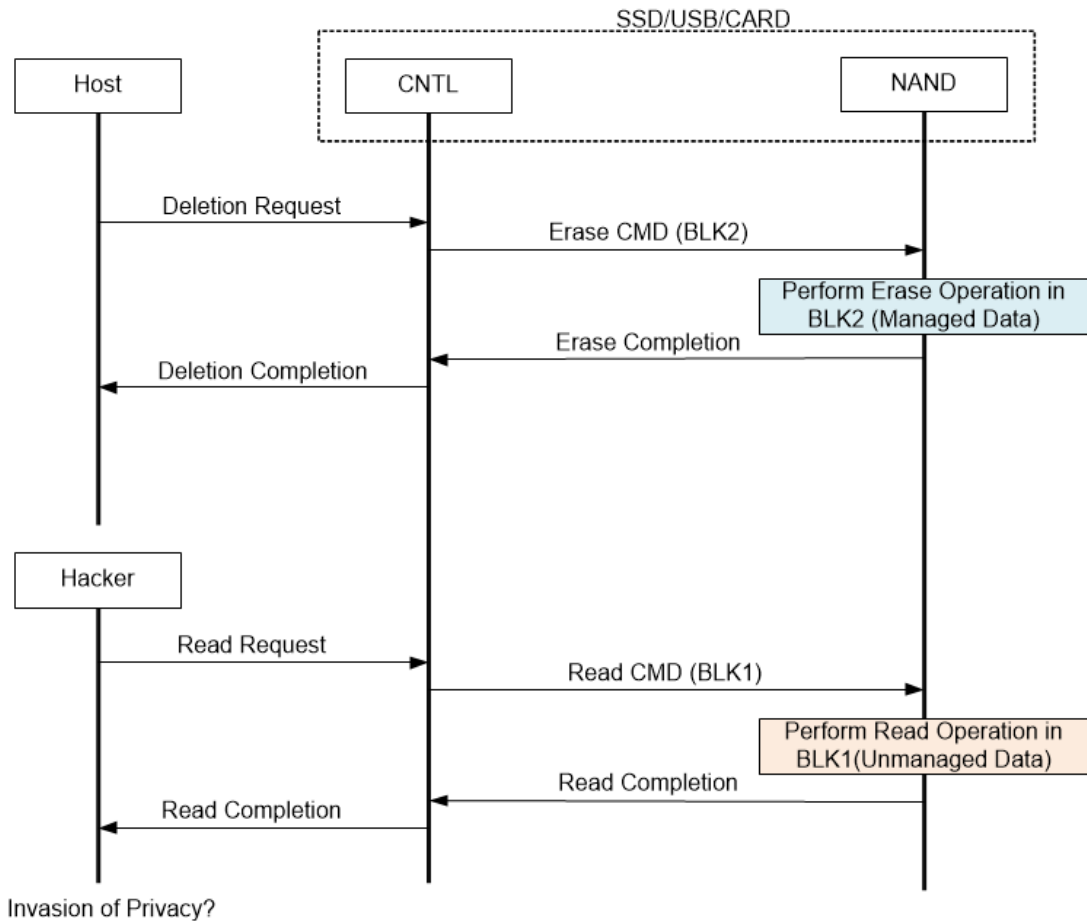 SSD/USB/CARD
Host
CNTL
NAND
Deletion Request
Erase CMD (BLK2)
Perform Erase Operation in
BLK2 (Managed Data)
Erase Completion
Deletion Completion
Hacker
Read Request
Read CMD (BLK1)
Perform Read Operation in
BLK1(Unmanaged Data)
Read Completion
Read Completion
Invasion of Privacy?